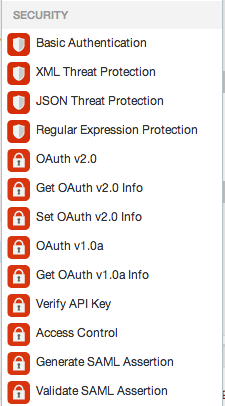 SECURITY
Basic Authentication
XML Threat Protection
JSON Threat Protection
Regular Expression Protection
OAuth v2.0
Get OAuth v2.0 Info
Set OAuth v2.0 Info
OAuth v1.0a
Get OAuth v1.0a Info
Verify API Key
Access Control
Generate SAML Assertion
Validate SAML Assertion